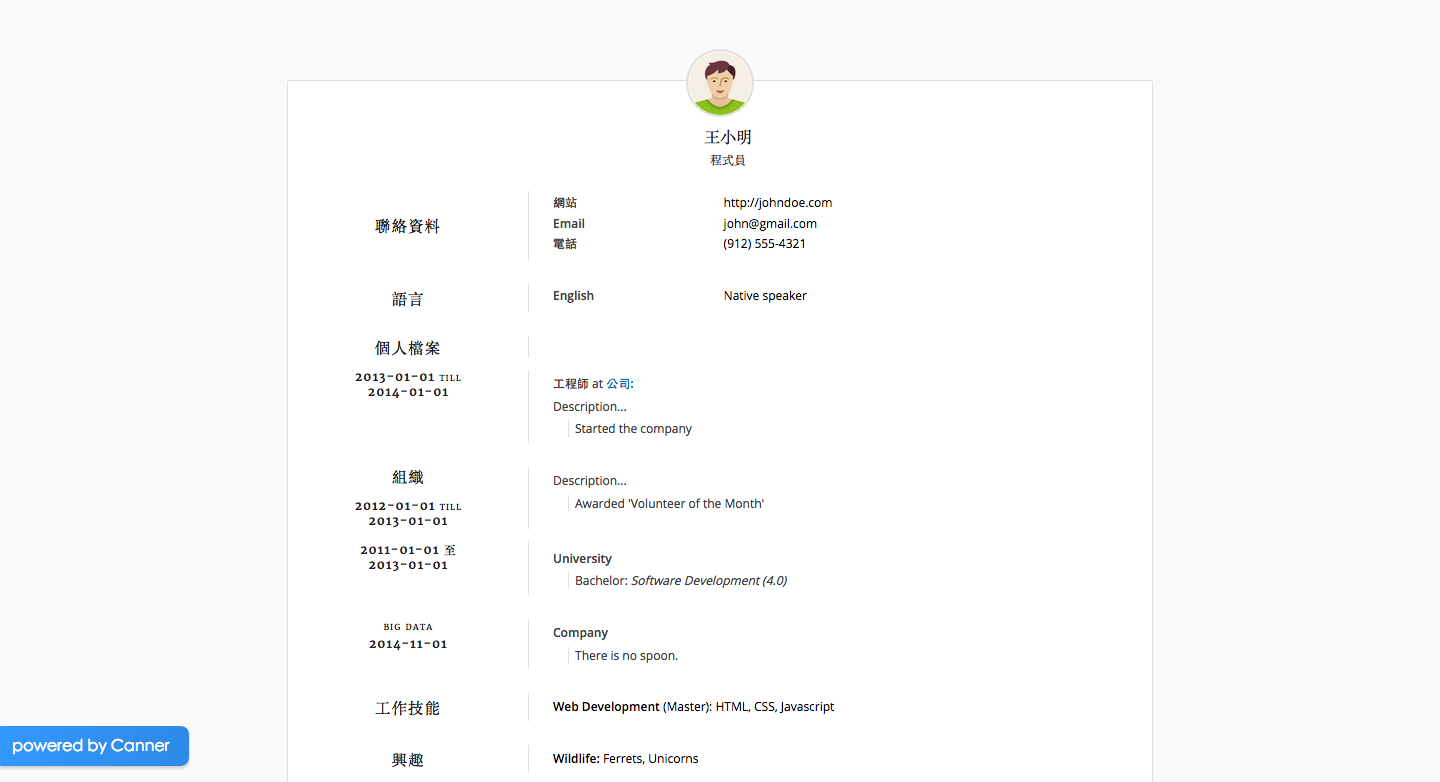 王小明
程式員
聯絡資料
網站 http://johndoe.com
Email john@gmail.com
電話 (912) 555-4321
語言
English Native speaker
個人檔案
2013-01-01 TILL
2014-01-01
工程師 at 公司:
Description...
Started the company
組織
2012-01-01 TILL
2013-01-01
Description...
Awarded 'Volunteer of the Month'
2011-01-01 至
2013-01-01
University
Bachelor: Software Development (4.0)
BIG DATA
2014-11-01
Company
There is no spoon.
工作技能
Web Development (Master): HTML, CSS, Javascript
興趣
Wildlife: Ferrets, Unicorns
powered by Canner